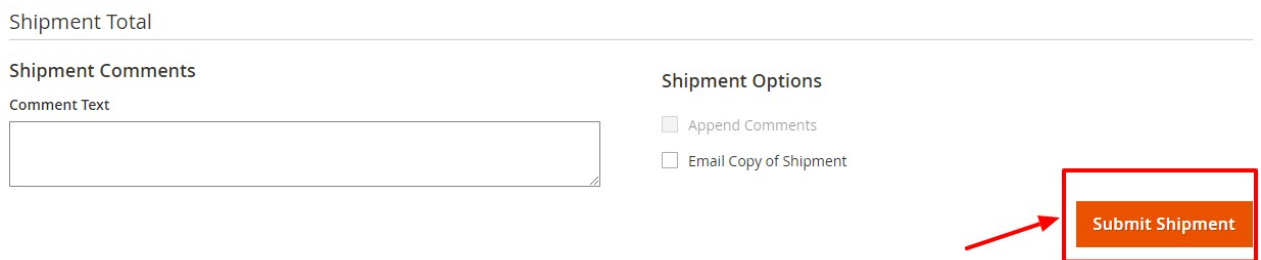 Shipment Total
Shipment Comments
Comment Text
Shipment Options
Append Comments
Email Copy of Shipment
Submit Shipment